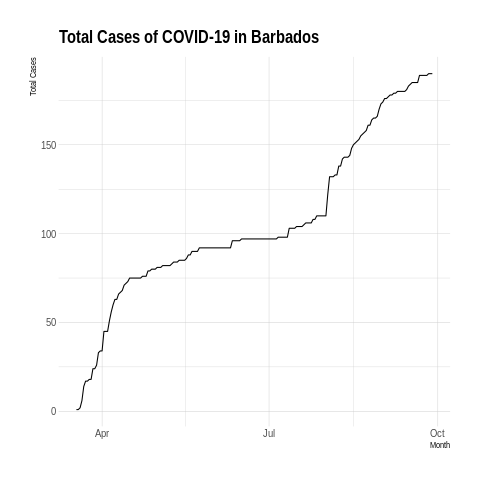 Total Cases of COVID-19 in Barbados
Total Cases
150
100
50
0
Apr
Jul
Oct
Month